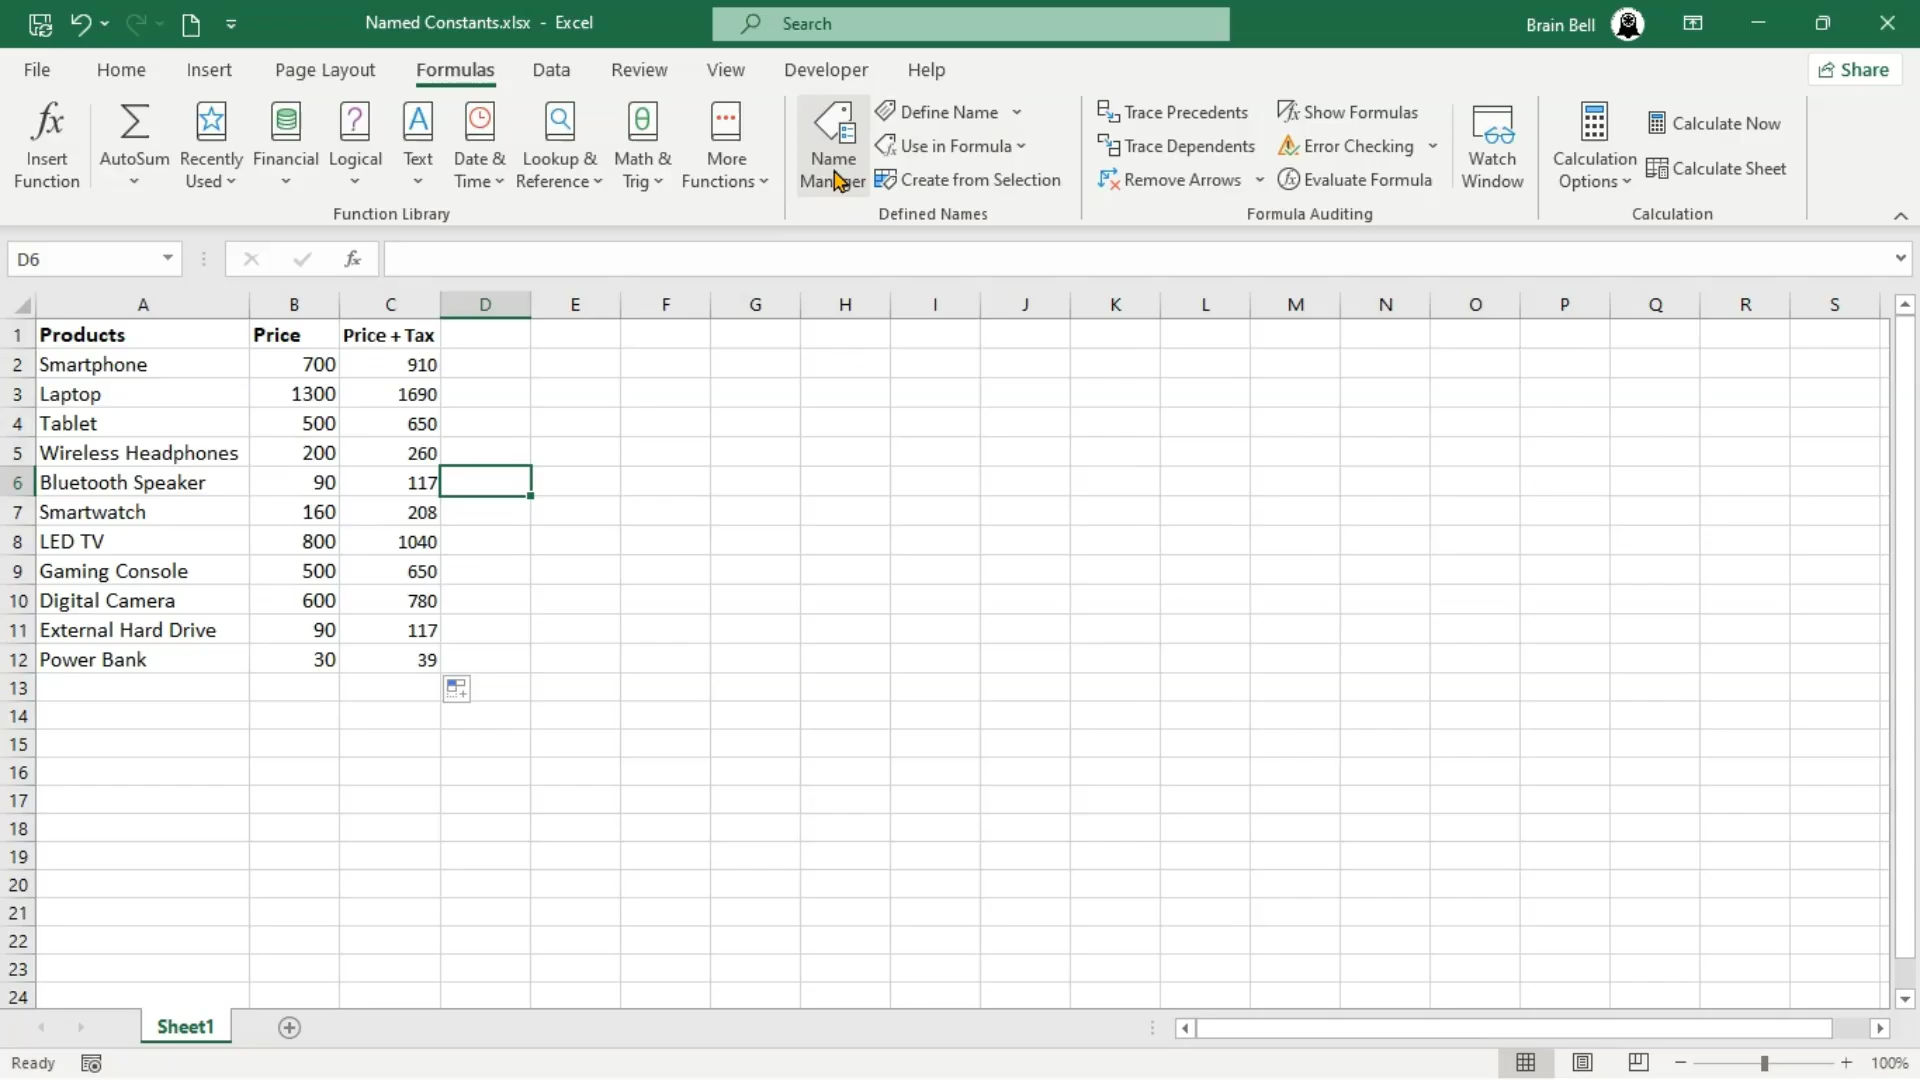 Named Constants.xlsx - Excel
Search
Brain Bell
File Home Insert Page Layout Formulas Data Review View Developer Help
Share
Insert Function
AutoSum
Recently Used
Financial
Logical
Text
Date & Time
Lookup & Reference
Math & Trig
More Functions
Function Library
Name Manager
Define Name
Use in Formula
Create from Selection
Defined Names
Trace Precedents
Trace Dependents
Remove Arrows
Show Formulas
Error Checking
Evaluate Formula
Formula Auditing
Watch Window
Calculation Options
Calculate Now
Calculate Sheet
Calculation
D6
fx
A B C D E F G H I J K L M N O P Q R S
1 Products Price Price + Tax
2 Smartphone 700 910
3 Laptop 1300 1690
4 Tablet 500 650
5 Wireless Headphones 200 260
6 Bluetooth Speaker 90 117
7 Smartwatch 160 208
8 LED TV 800 1040
9 Gaming Console 500 650
10 Digital Camera 600 780
11 External Hard Drive 90 117
12 Power Bank 30 39
13
14
15
16
17
18
19
20
21
22
23
24
Sheet1
Ready
100%